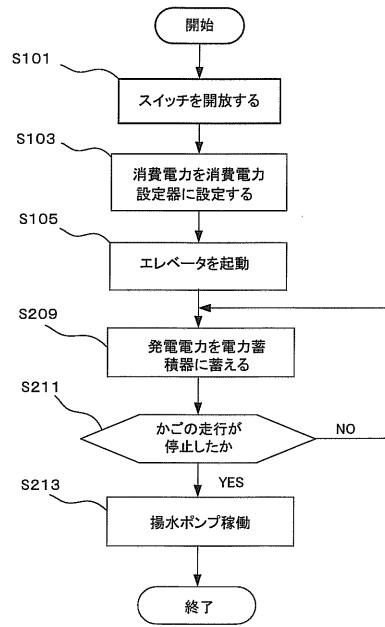 開始
S101
スイッチを開放する
S103
消費電力を消費電力
設定器に設定する
S105
エレベータを起動
S209
発電電力を電力蓄
積器に蓄える
S211
かごの走行が
停止したか
NO
YES
S213
揚水ポンプ稼働
終了